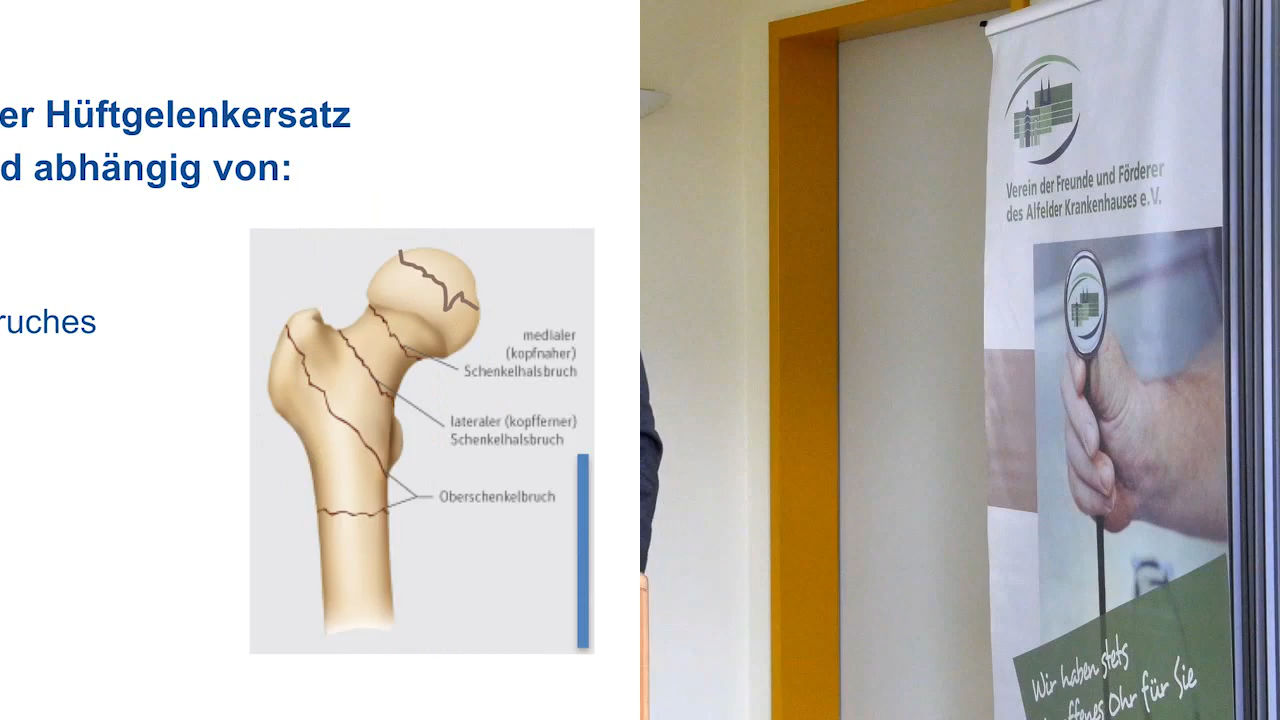 er Hüftgelenkersatz
d abhängig von:
ruches
medialer
(kopfnaher)
Schenkelhalsbruch
lateraler (kopfferner)
Schenkelhalsbruch
Oberschenkelbruch
Verein der Freunde und Förderer
des Alfelder Krankenhauses e.V.
Wir haben stets
offenes Ohr für Sie